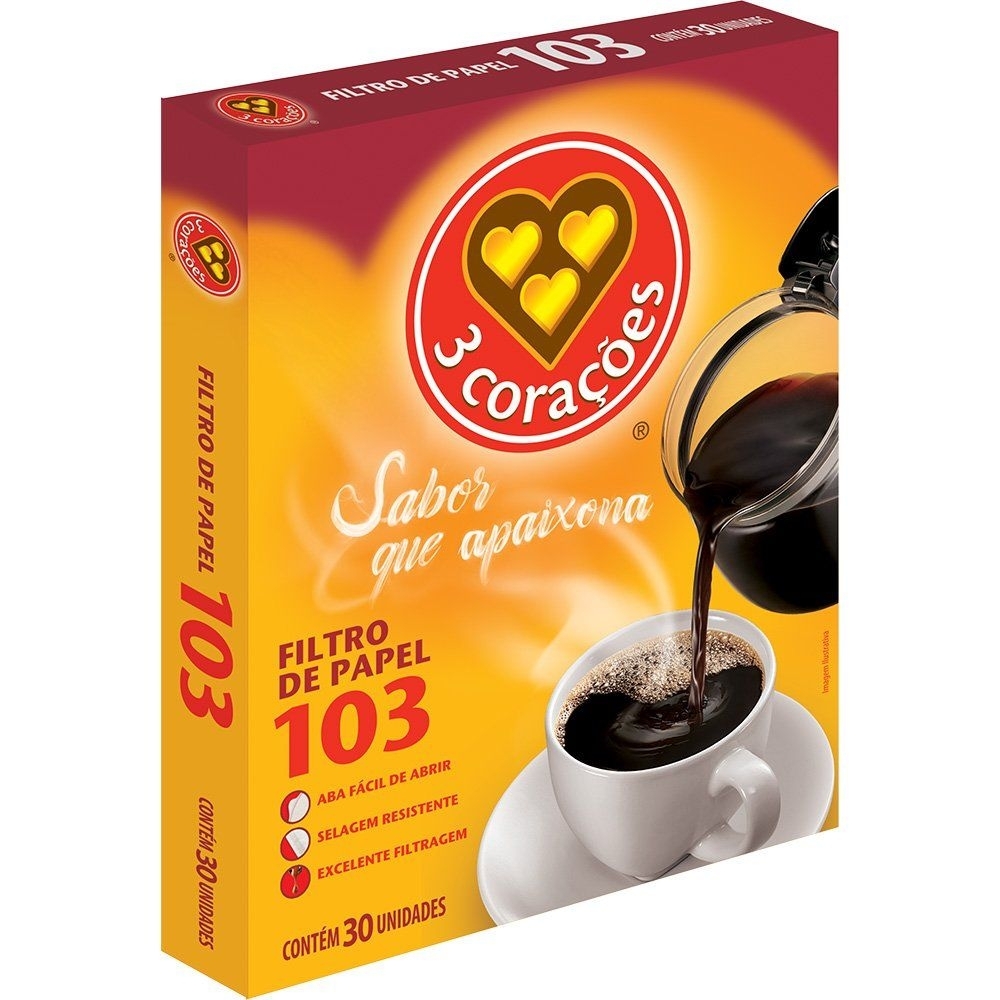 FILTRO DE PAPEL 103 CONTÉM 30 UNIDADES
3 corações
®
3 corações
®
Sabor
que apaixona
FILTRO
DE PAPEL
103
ABA FÁCIL DE ABRIR
SELAGEM RESISTENTE
EXCELENTE FILTRAGEM
CONTÉM 30 UNIDADES
Imagem Ilustrativa
3 corações
®
FILTRO DE PAPEL 103
CONTÉM 30 UNIDADES